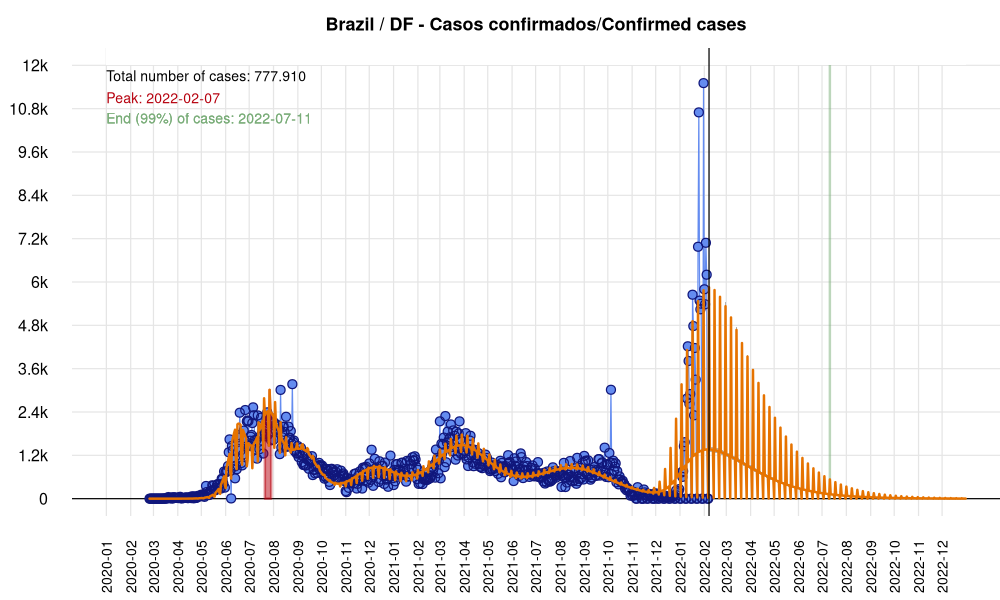 Brazil / DF - Casos confirmados/Confirmed cases
Total number of cases: 777.910
Peak: 2022-02-07
End (99%) of cases: 2022-07-11
12k
10.8k
9.6k
8.4k
7.2k
6k
4.8k
3.6k
2.4k
1.2k
0
2020-01
2020-02
2020-03
2020-04
2020-05
2020-06
2020-07
2020-08
2020-09
2020-10
2020-11
2020-12
2021-01
2021-02
2021-03
2021-04
2021-05
2021-06
2021-07
2021-08
2021-09
2021-10
2021-11
2021-12
2022-01
2022-02
2022-03
2022-04
2022-05
2022-06
2022-07
2022-08
2022-09
2022-10
2022-11
2022-12